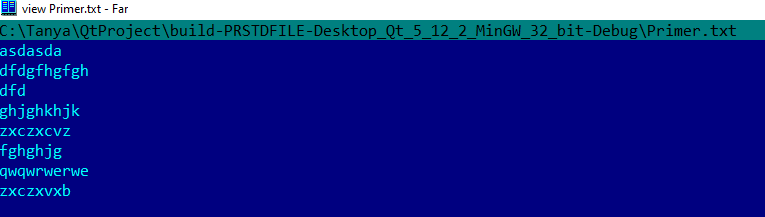 view Primer.txt - Far
C:\Tanya\QtProject\build-PRSTDFILE-Desktop_Qt_5_12_2_MinGW_32_bit-Debug\Primer.txt
asdasda
dfdgfhgfgh
dfd
ghjghkhjk
zxczxcvz
fghghjg
qwqwrwerwe
zxczxvxb